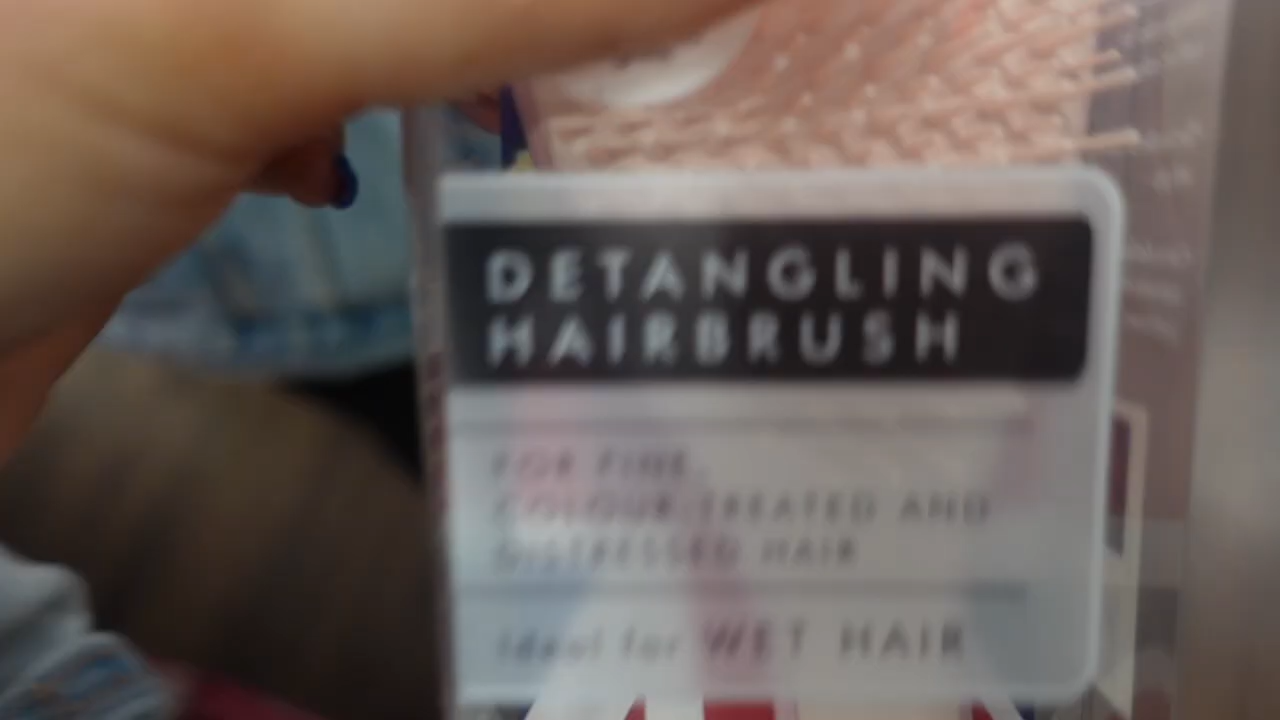 DETANGLING
HAIRBRUSH
FOR FINE,
COLOUR TREATED AND
DISTRESSED HAIR
ideal for WET HAIR